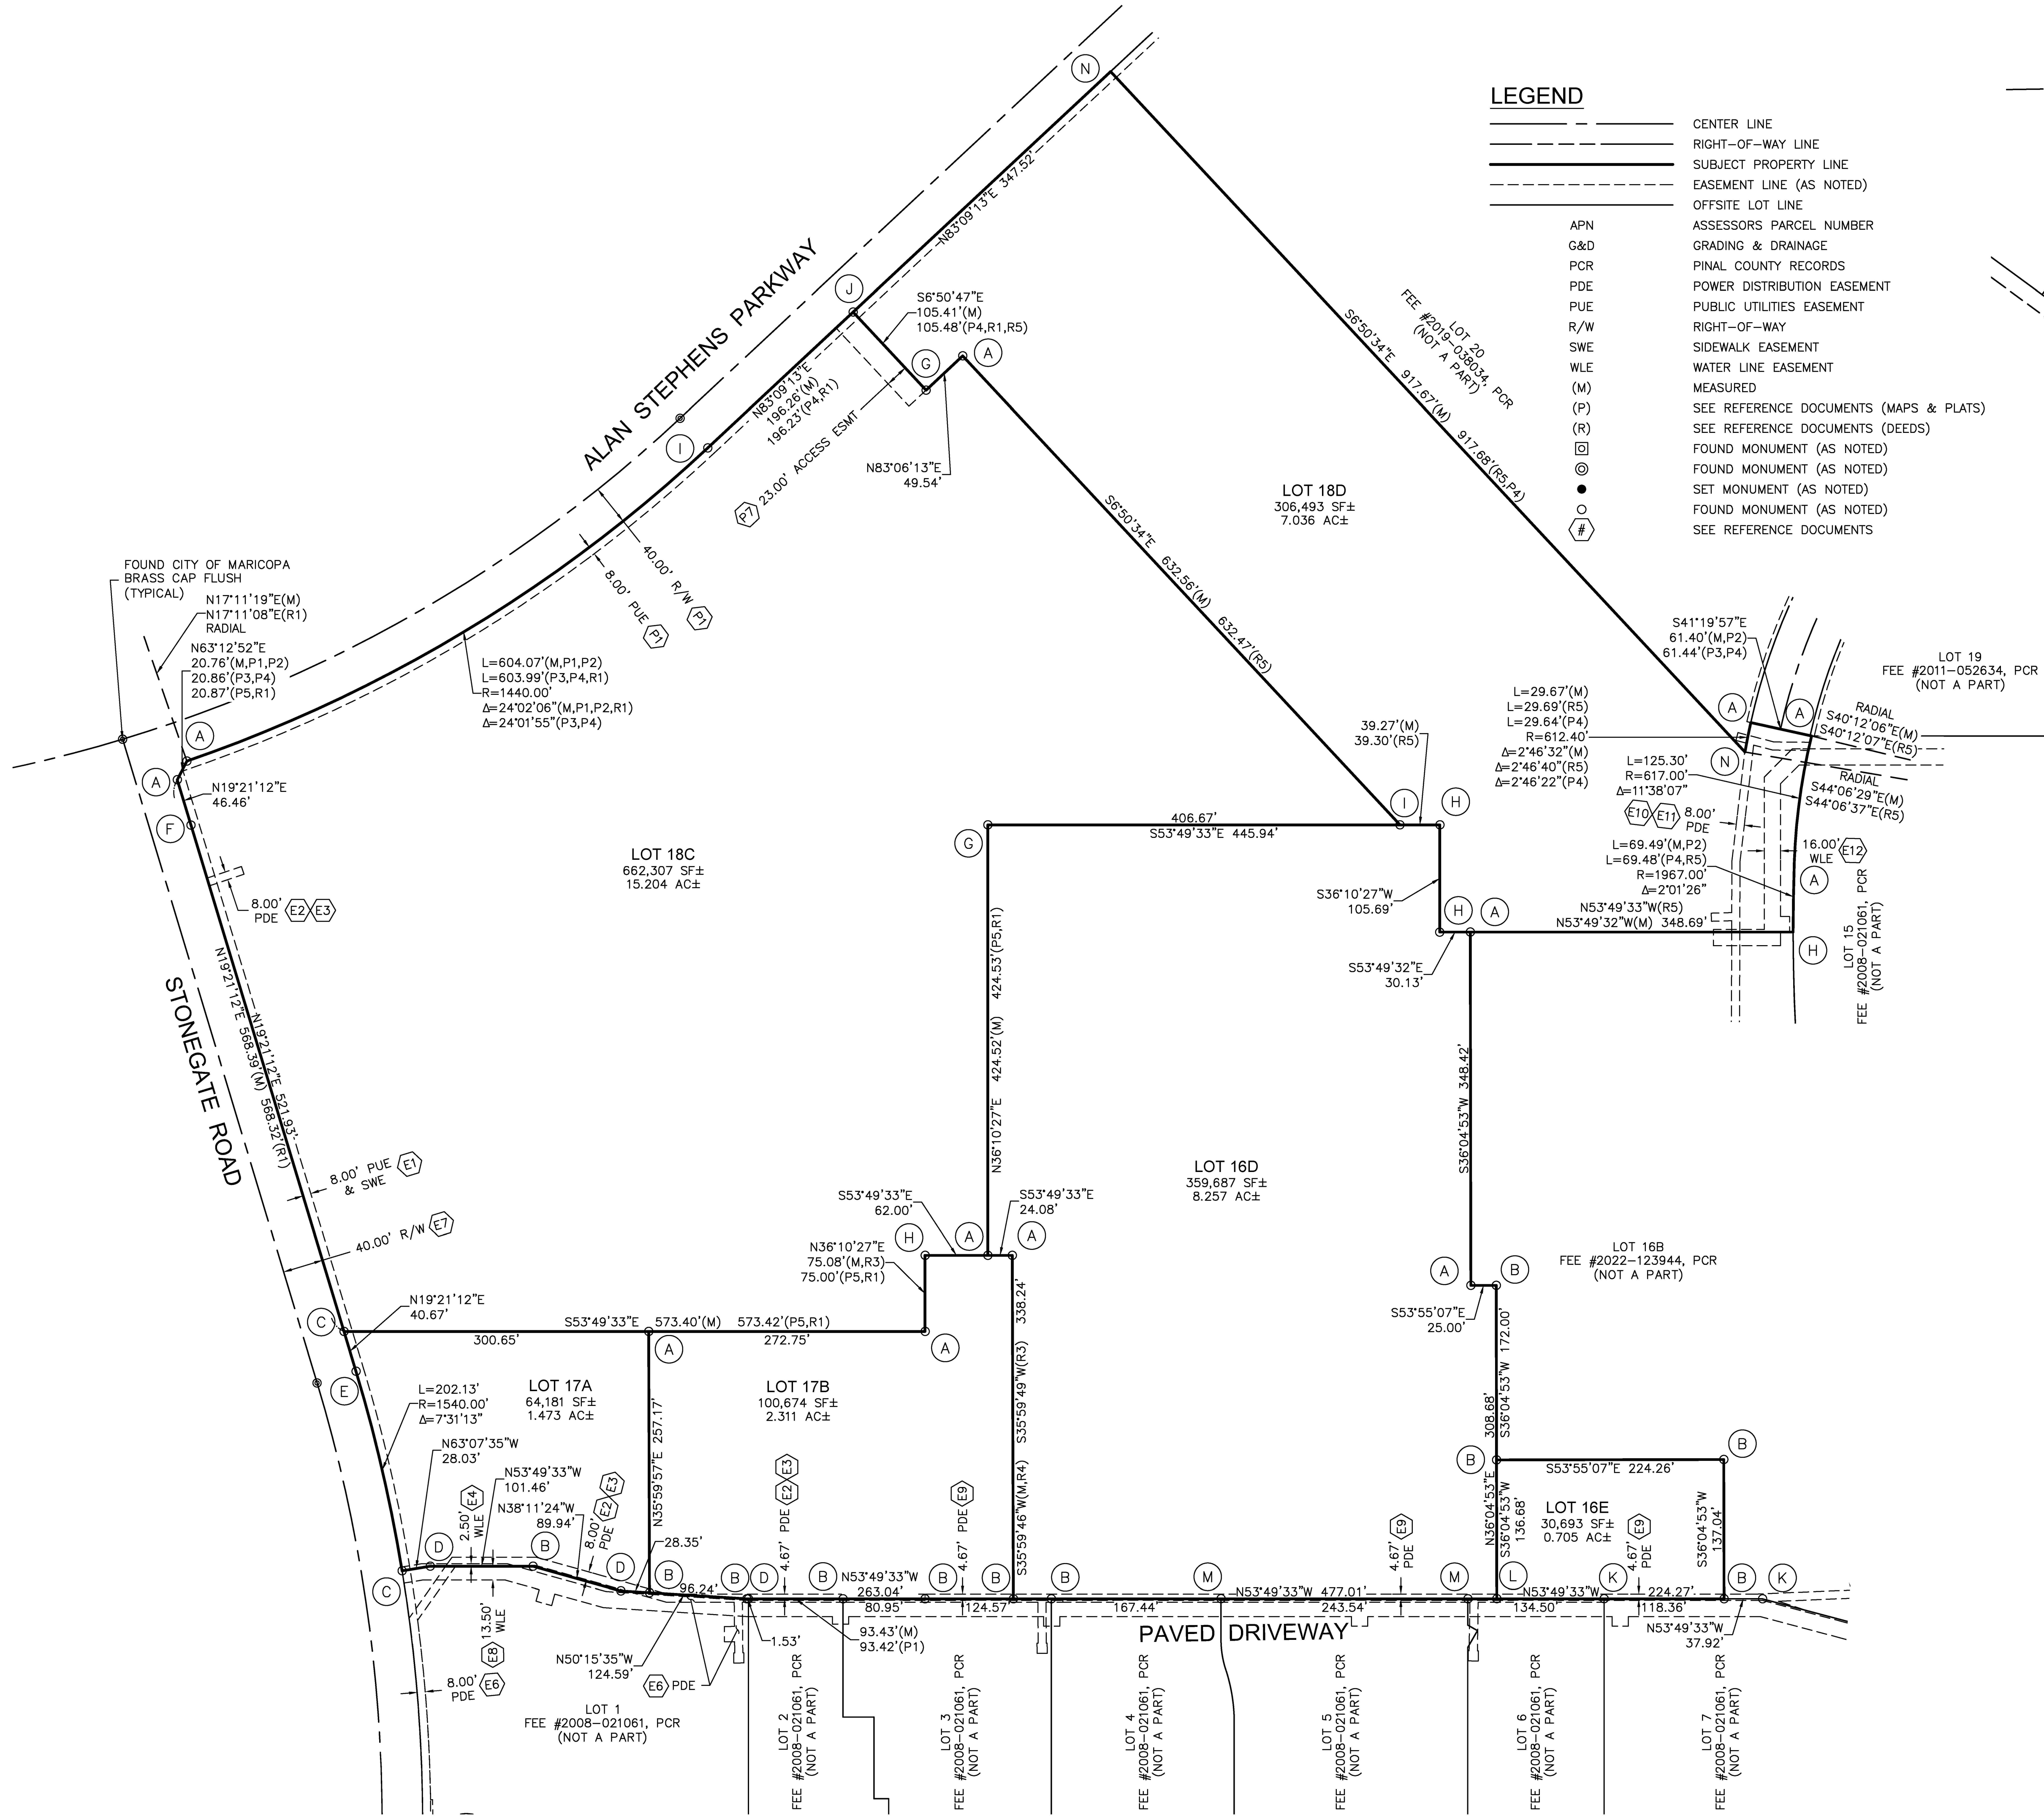 N
LEGEND
CENTER LINE
RIGHT-OF-WAY LINE
SUBJECT PROPERTY LINE
EASEMENT LINE (AS NOTED)
OFFSITE LOT LINE
APN ASSESSORS PARCEL NUMBER
G&D GRADING & DRAINAGE
PCR PINAL COUNTY RECORDS
PDE POWER DISTRIBUTION EASEMENT
PUE PUBLIC UTILITIES EASEMENT
R/W RIGHT-OF-WAY
SWE SIDEWALK EASEMENT
WLE WATER LINE EASEMENT
(M) MEASURED
(P) SEE REFERENCE DOCUMENTS (MAPS & PLATS)
(R) SEE REFERENCE DOCUMENTS (DEEDS)
FOUND MONUMENT (AS NOTED)
FOUND MONUMENT (AS NOTED)
SET MONUMENT (AS NOTED)
FOUND MONUMENT (AS NOTED)
# SEE REFERENCE DOCUMENTS
N83°09'13"E 347.52'
ALAN STEPHENS PARKWAY
J
S6°50'47"E
105.41'(M)
105.48'(P4,R1,R5)
G
A
N83°09'13"E
196.26'(M)
196.23'(P4,R1)
I
P7 23.00' ACCESS ESMT
N83°06'13"E
49.54'
LOT 20
FEE #2019-038034, PCR
(NOT A PART)
S6°50'34"E 917.67'(M) 917.68'(R5,P4)
LOT 18D
306,493 SF±
7.036 AC±
S6°50'34"E 632.56'(M) 632.47'(R5)
40.00' R/W P1
8.00' PUE P1
FOUND CITY OF MARICOPA
BRASS CAP FLUSH
(TYPICAL)
N17°11'19"E(M)
N17°11'08"E(R1)
RADIAL
N63°12'52"E
20.76'(M,P1,P2)
20.86'(P3,P4)
20.87'(P5,R1)
L=604.07'(M,P1,P2)
L=603.99'(P3,P4,R1)
R=1440.00'
Δ=24°02'06"(M,P1,P2,R1)
Δ=24°01'55"(P3,P4)
A
A
N19°21'12"E
46.46'
F
S41°19'57"E
61.40'(M,P2)
61.44'(P3,P4)
LOT 19
FEE #2011-052634, PCR
(NOT A PART)
L=29.67'(M)
L=29.69'(R5)
L=29.64'(P4)
R=612.40'
Δ=2°46'32"(M)
Δ=2°46'40"(R5)
Δ=2°46'22"(P4)
A
A
RADIAL
S40°12'06"E(M)
S40°12'07"E(R5)
N
L=125.30'
R=617.00'
Δ=11°38'07"
RADIAL
S44°06'29"E(M)
S44°06'37"E(R5)
E10 E11 8.00'
PDE
L=69.49'(M,P2)
L=69.48'(P4,R5)
R=1967.00'
Δ=2°01'26"
16.00'
WLE E12
A
39.27'(M)
39.30'(R5)
I
H
406.67'
S53°49'33"E 445.94'
G
S36°10'27"W
105.69'
H
A
N53°49'33"W(R5)
N53°49'32"W(M) 348.69'
H
LOT 15
FEE #2008-021061, PCR
(NOT A PART)
S53°49'32"E
30.13'
LOT 18C
662,307 SF±
15.204 AC±
8.00'
PDE E2 E3
STONEGATE ROAD
N19°21'12"E 568.39'(M) 568.32'(R1)
N19°21'12"E 521.93'
N36°10'27"E 424.52'(M) 424.53'(P5,R1)
S36°04'53"W 348.42'
8.00' PUE
& SWE E1
40.00' R/W E7
LOT 16D
359,687 SF±
8.257 AC±
S53°49'33"E
62.00'
S53°49'33"E
24.08'
H
A
A
N36°10'27"E
75.08'(M,R3)
75.00'(P5,R1)
LOT 16B
FEE #2022-123944, PCR
(NOT A PART)
A
B
S53°55'07"E
25.00'
N19°21'12"E
40.67'
C
S53°49'33"E 573.40'(M) 573.42'(P5,R1)
300.65'
272.75'
A
A
E
L=202.13'
R=1540.00'
Δ=7°31'13"
LOT 17A
64,181 SF±
1.473 AC±
LOT 17B
100,674 SF±
2.311 AC±
N35°59'57"E 257.17'
S35°59'46"W(M,R4) S35°59'49"W(R3) 338.24'
S36°04'53"W 172.00'
N36°04'53"E 308.68'
S36°04'53"W
136.68'
B
B
S53°55'07"E 224.26'
LOT 16E
30,693 SF±
0.705 AC±
S36°04'53"W
137.04'
N63°07'35"W
28.03'
N53°49'33"W
101.46'
N38°11'24"W
89.94'
2.50'
WLE E4
8.00'
PDE E2 E3
28.35'
4.67' PDE E2 E3
4.67' PDE E9
4.67'
PDE E9
4.67'
PDE E9
C
D
B
D
B
96.24'
B
D
B
N53°49'33"W
263.04'
80.95'
B
124.57'
B
B
167.44'
M
N53°49'33"W 477.01'
243.54'
M
L
N53°49'33"W
134.50'
K
224.27'
118.36'
B
K
N53°49'33"W
37.92'
13.50'
WLE
E8
8.00'
PDE E6
N50°15'35"W
124.59'
E6 PDE
1.53'
93.43'(M)
93.42'(P1)
PAVED DRIVEWAY
LOT 1
FEE #2008-021061, PCR
(NOT A PART)
LOT 2
FEE #2008-021061, PCR
(NOT A PART)
LOT 3
FEE #2008-021061, PCR
(NOT A PART)
LOT 4
FEE #2008-021061, PCR
(NOT A PART)
LOT 5
FEE #2008-021061, PCR
(NOT A PART)
LOT 6
FEE #2008-021061, PCR
(NOT A PART)
LOT 7
FEE #2008-021061, PCR
(NOT A PART)